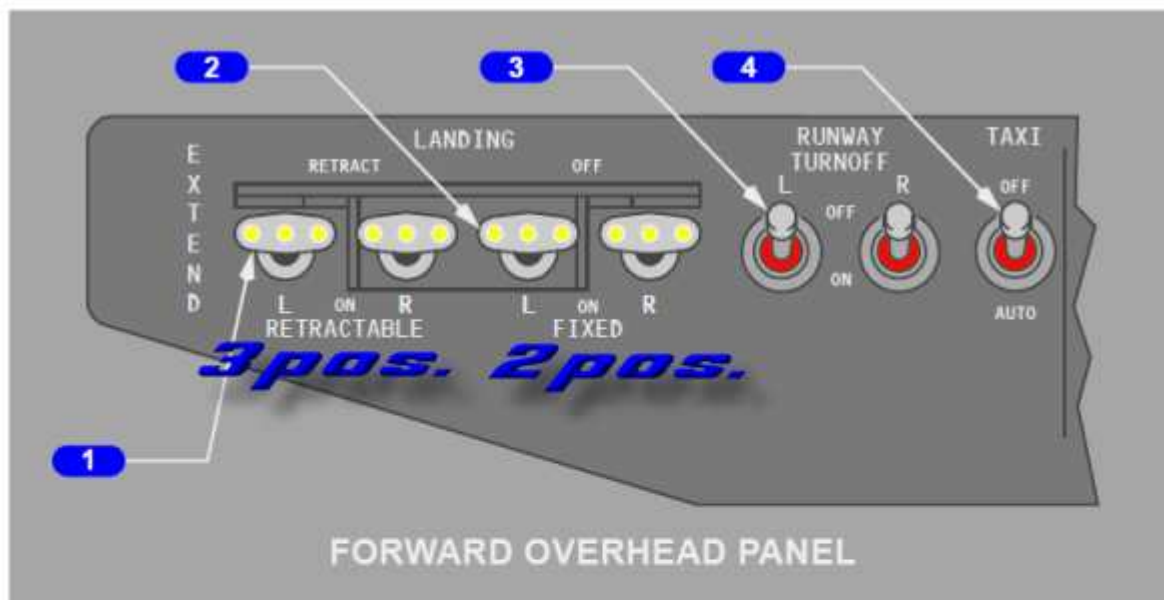 2
3
4
LANDING
RUNWAY
TURNOFF
TAXI
EXTEND
RETRACT
OFF
L
R
OFF
OFF
ON
AUTO
L
ON
R
L
ON
R
RETRACTABLE
FIXED
3pos.
2pos.
1
FORWARD OVERHEAD PANEL